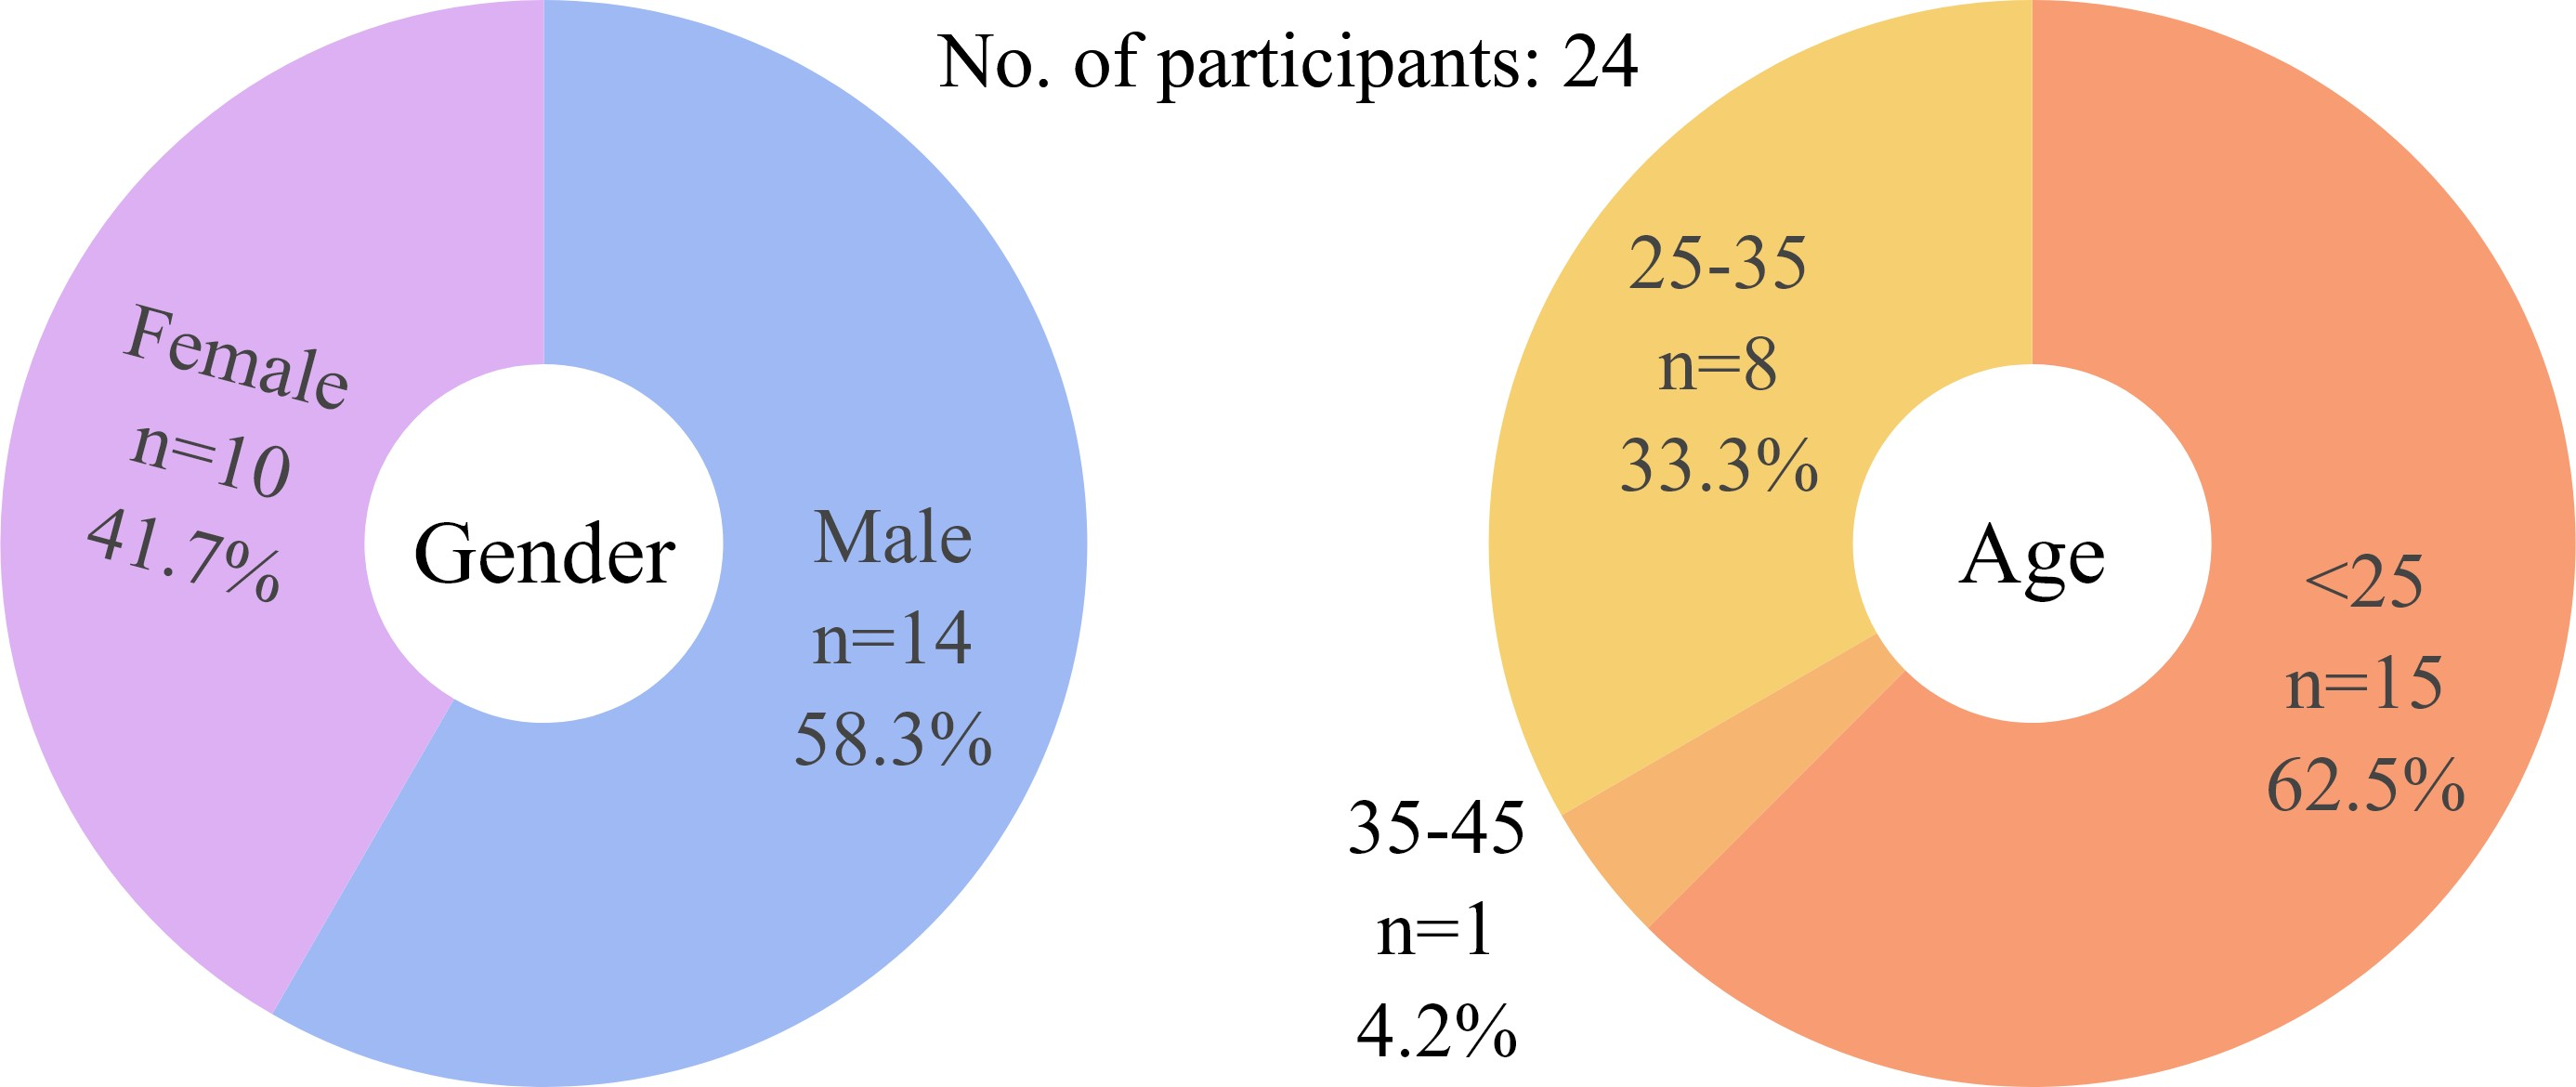 No. of participants: 24
Female
n=10
41.7%
Gender
Male
n=14
58.3%
25-35
n=8
33.3%
Age
<25
n=15
62.5%
35-45
n=1
4.2%